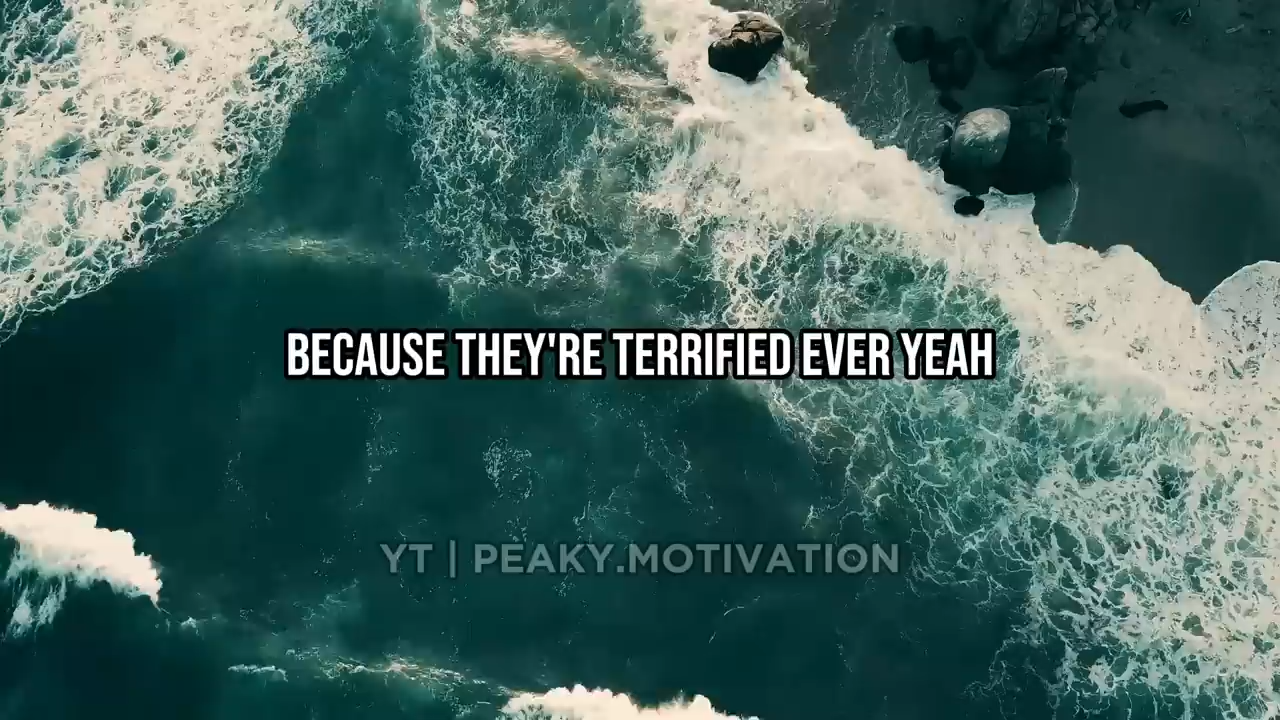 BECAUSE THEY'RE TERRIFIED EVER YEAH
YT | PEAKY.MOTIVATION